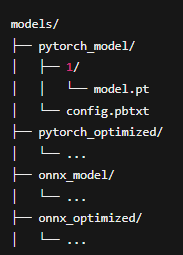 models/
├── pytorch_model/
│   ├── 1/
│   │   └── model.pt
│   └── config.pbtxt
├── pytorch_optimized/
│   └── ...
├── onnx_model/
│   └── ...
├── onnx_optimized/
│   └── ...